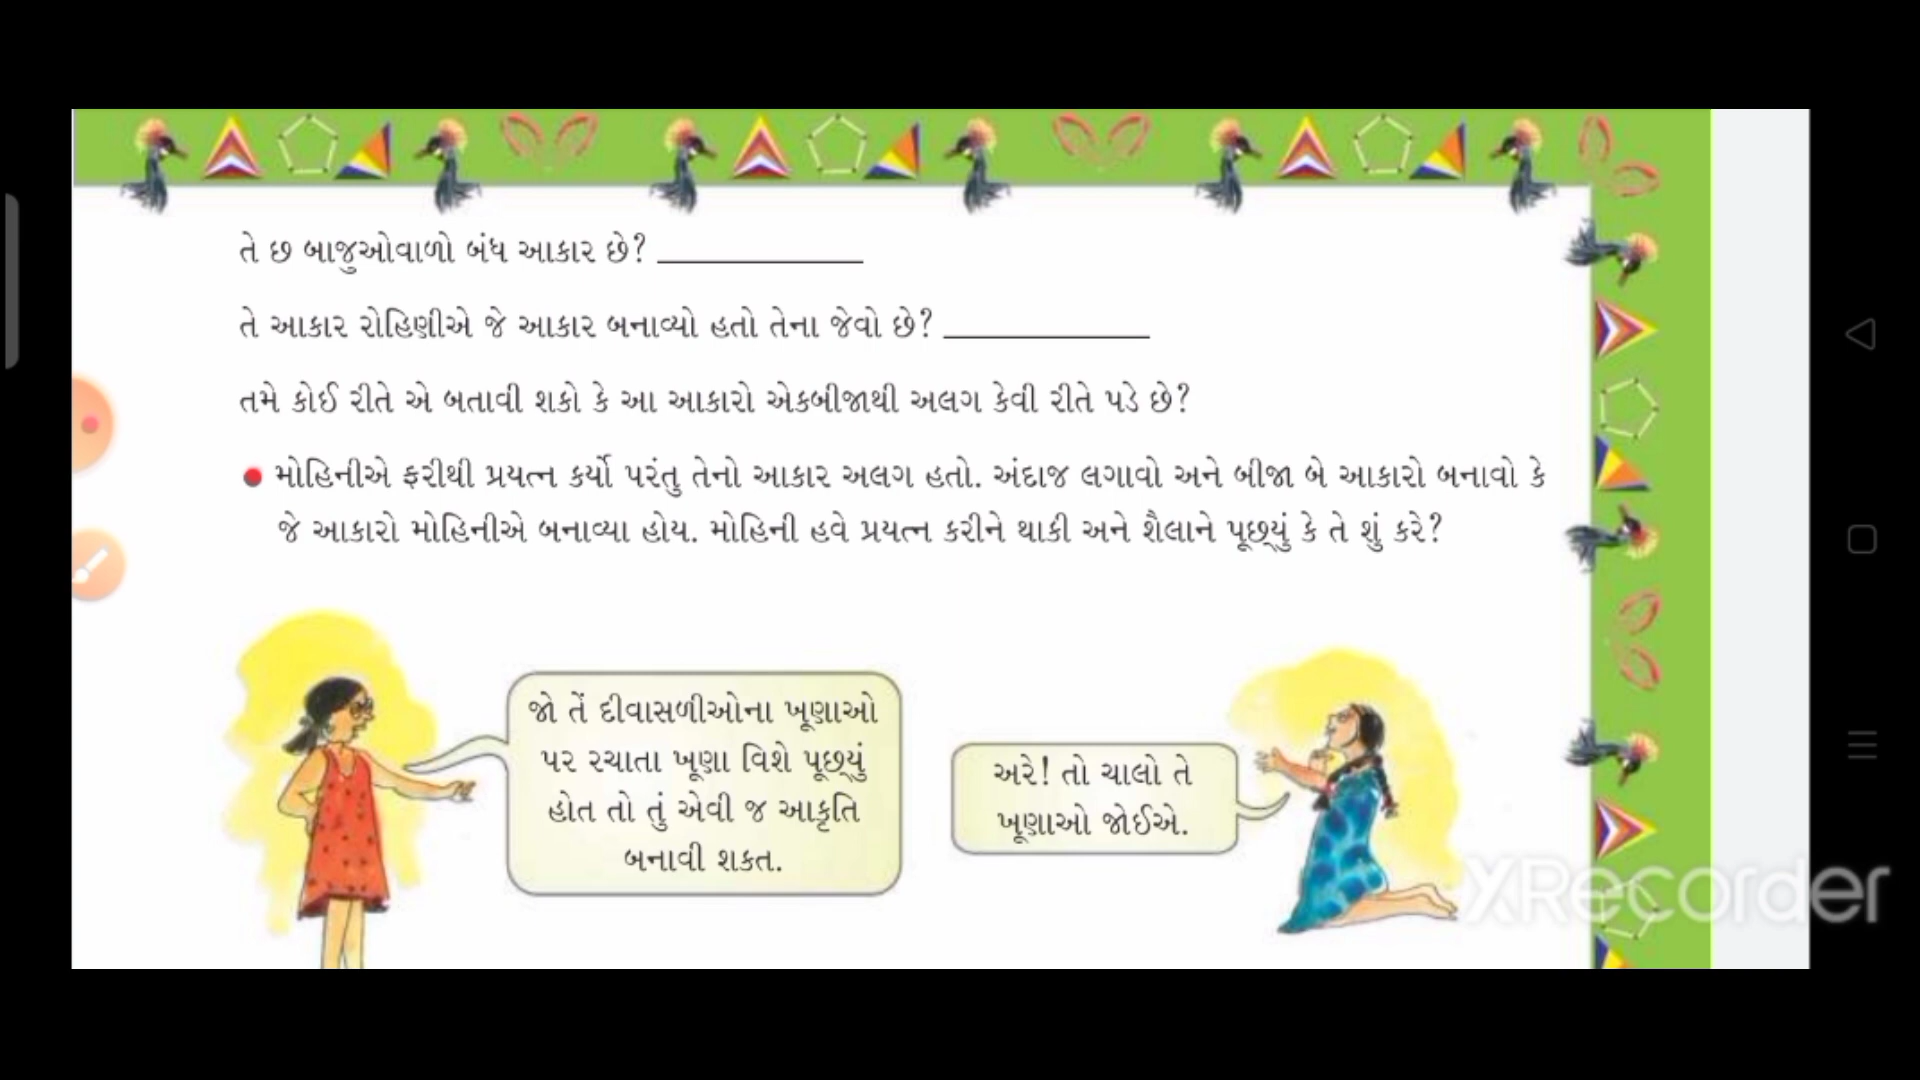 તે છ બાજુઓવાળો બંધ આકાર છે? ____________
તે આકાર રોહિણીએ જે આકાર બનાવ્યો હતો તેના જેવો છે? ____________
તમે કોઈ રીતે એ બતાવી શકો કે આ આકારો એકબીજાથી અલગ કેવી રીતે પડે છે?
● મોહિનીએ ફરીથી પ્રયત્ન કર્યો પરંતુ તેનો આકાર અલગ હતો. અંદાજ લગાવો અને બીજા બે આકારો બનાવો કે
જે આકારો મોહિનીએ બનાવ્યા હોય. મોહિની હવે પ્રયત્ન કરીને થાકી અને શૈલાને પૂછ્યું કે તે શું કરે?
જો તેં દીવાસળીઓના ખૂણાઓ
પર રચાતા ખૂણા વિશે પૂછ્યું
હોત તો તું એવી જ આકૃતિ
બનાવી શકત.
અરે! તો ચાલો તે
ખૂણાઓ જોઈએ.
XRecorder